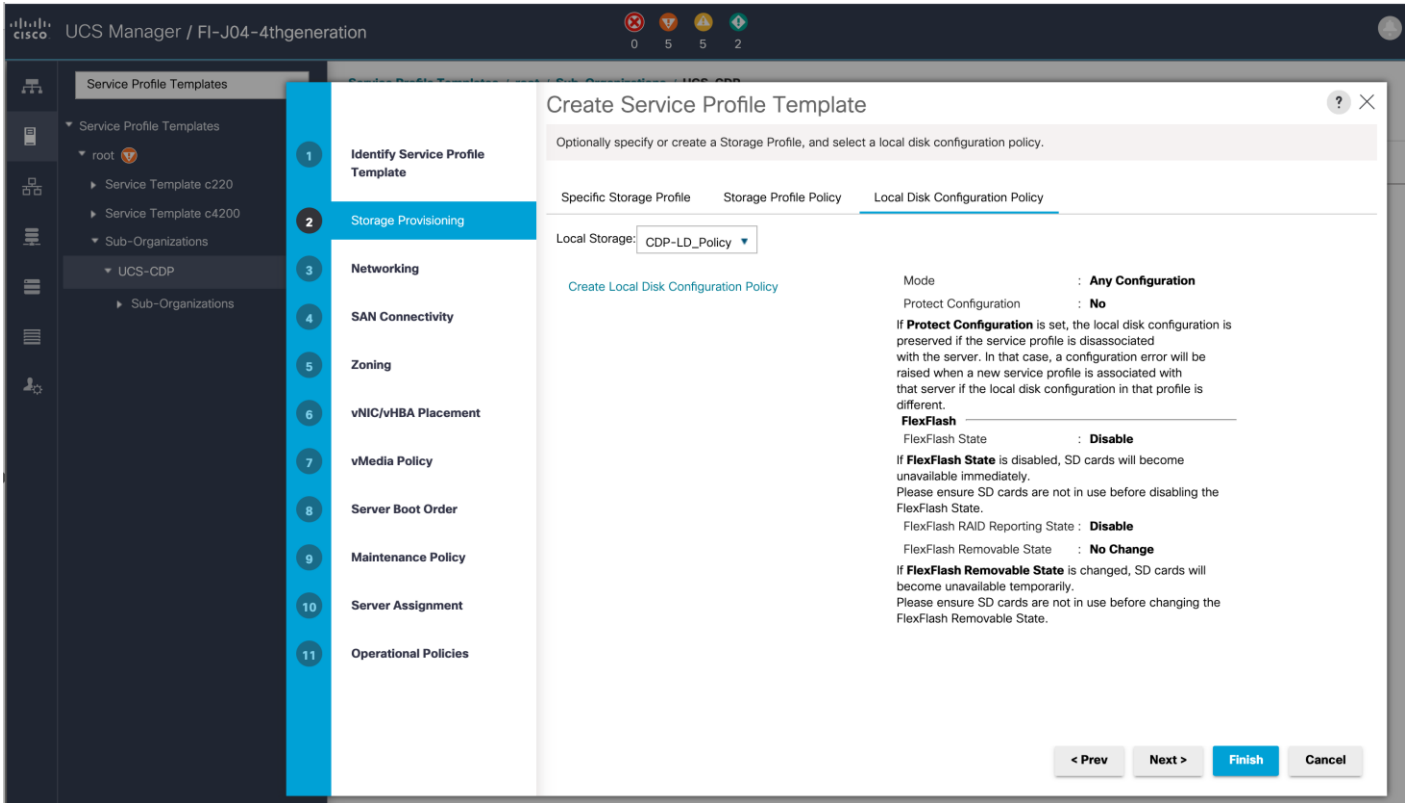 CISCO
UCS Manager / FI-J04-4thgeneration
0 5 5 2
Service Profile Templates
Service Profile Templates
root
Service Template c220
Service Template c4200
Sub-Organizations
UCS-CDP
Sub-Organizations
1 Identify Service Profile
Template
2 Storage Provisioning
3 Networking
4 SAN Connectivity
5 Zoning
6 vNIC/vHBA Placement
7 vMedia Policy
8 Server Boot Order
9 Maintenance Policy
10 Server Assignment
11 Operational Policies
Create Service Profile Template
?
Optionally specify or create a Storage Profile, and select a local disk configuration policy.
Specific Storage Profile Storage Profile Policy Local Disk Configuration Policy
Local Storage: CDP-LD_Policy
Create Local Disk Configuration Policy
Mode : Any Configuration
Protect Configuration : No
If Protect Configuration is set, the local disk configuration is
preserved if the service profile is disassociated
with the server. In that case, a configuration error will be
raised when a new service profile is associated with
that server if the local disk configuration in that profile is
different.
FlexFlash
FlexFlash State : Disable
If FlexFlash State is disabled, SD cards will become
unavailable immediately.
Please ensure SD cards are not in use before disabling the
FlexFlash State.
FlexFlash RAID Reporting State : Disable
FlexFlash Removable State : No Change
If FlexFlash Removable State is changed, SD cards will
become unavailable temporarily.
Please ensure SD cards are not in use before changing the
FlexFlash Removable State.
< Prev Next > Finish Cancel